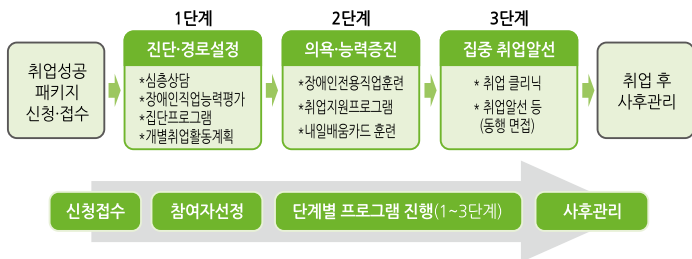 1단계
2단계
3단계
취업성공
패키지
신청·접수
진단·경로설정
*심층상담
*장애인직업능력평가
*집단프로그램
*개별취업활동계획
의욕·능력증진
*장애인전용직업훈련
*취업지원프로그램
*내일배움카드 훈련
집중 취업알선
* 취업 클리닉
* 취업알선 등
(동행 면접)
취업 후
사후관리
신청접수
참여자선정
단계별 프로그램 진행(1~3단계)
사후관리